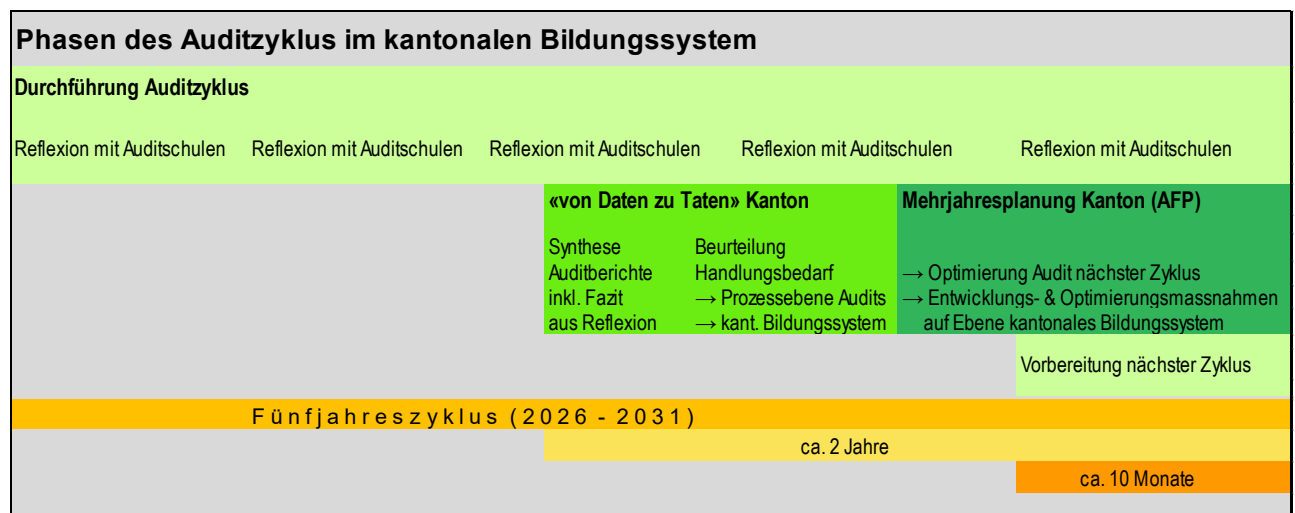 Phasen des Auditzyklus im kantonalen Bildungssystem
Durchführung Auditzyklus
Reflexion mit Auditschulen Reflexion mit Auditschulen Reflexion mit Auditschulen Reflexion mit Auditschulen Reflexion mit Auditschulen
«von Daten zu Taten» Kanton
Synthese
Auditberichte
inkl. Fazit
aus Reflexion
Beurteilung
Handlungsbedarf
→ Prozessebene Audits
→ kant. Bildungssystem
Mehrjahresplanung Kanton (AFP)
→ Optimierung Audit nächster Zyklus
→ Entwicklungs- & Optimierungsmassnahmen
auf Ebene kantonales Bildungssystem
Vorbereitung nächster Zyklus
Fünfjahreszyklus (2026 - 2031)
ca. 2 Jahre
ca. 10 Monate